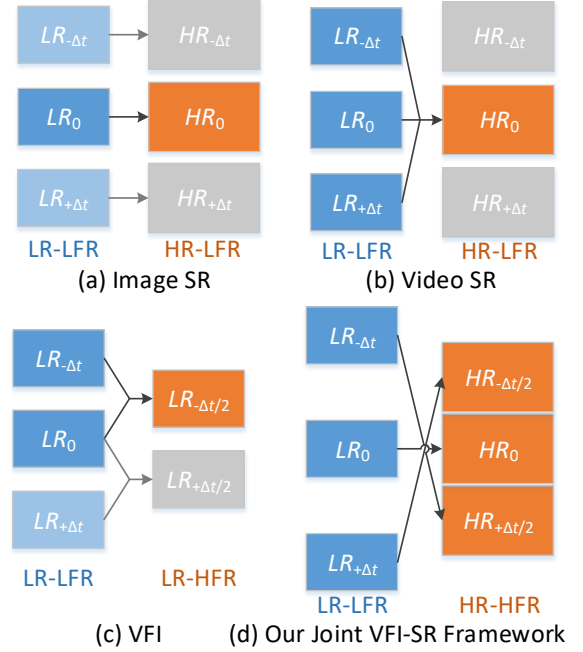 LR-Δt
HR-Δt
LR0
HR0
LR+Δt
HR+Δt
LR-LFR
HR-LFR
(a) Image SR
LR-Δt
HR-Δt
LR0
HR0
LR+Δt
HR+Δt
LR-LFR
HR-LFR
(b) Video SR
LR-Δt
LR-Δt/2
LR0
LR+Δt/2
LR+Δt
LR-LFR
LR-HFR
(c) VFI
LR-Δt
HR-Δt/2
LR0
HR0
HR+Δt/2
LR+Δt
LR-LFR
HR-HFR
(d) Our Joint VFI-SR Framework